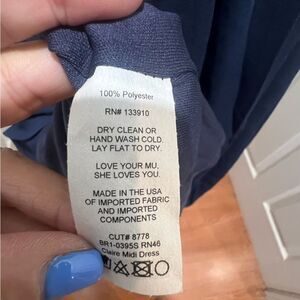 100% Polyester
RN# 133910
DRY CLEAN OR
HAND WASH COLD.
LAY FLAT TO DRY.
LOVE YOUR MU.
SHE LOVES YOU.
MADE IN THE USA
OF IMPORTED FABRIC
AND IMPORTED
COMPONENTS
CUT# 8778
BR1-0395S RN46
Claire Midi Dress